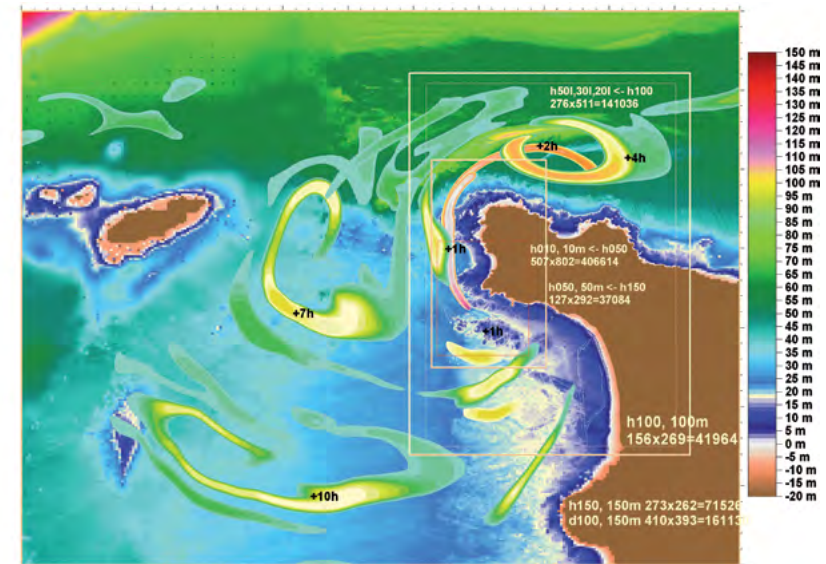 h50l,30l,20l <- h100
276x511=141036
+2h
+4h
+1h
h010, 10m <- h050
507x802=406614
h050, 50m <- h150
127x292=37084
+7h
+1h
h100, 100m
156x269=41964
+10h
h150, 150m 273x262=71526
d100, 150m 410x393=16113
150 m
145 m
140 m
135 m
130 m
125 m
120 m
115 m
110 m
105 m
100 m
95 m
90 m
85 m
80 m
75 m
70 m
65 m
60 m
55 m
50 m
45 m
40 m
35 m
30 m
25 m
20 m
15 m
10 m
5 m
0 m
-5 m
-10 m
-15 m
-20 m